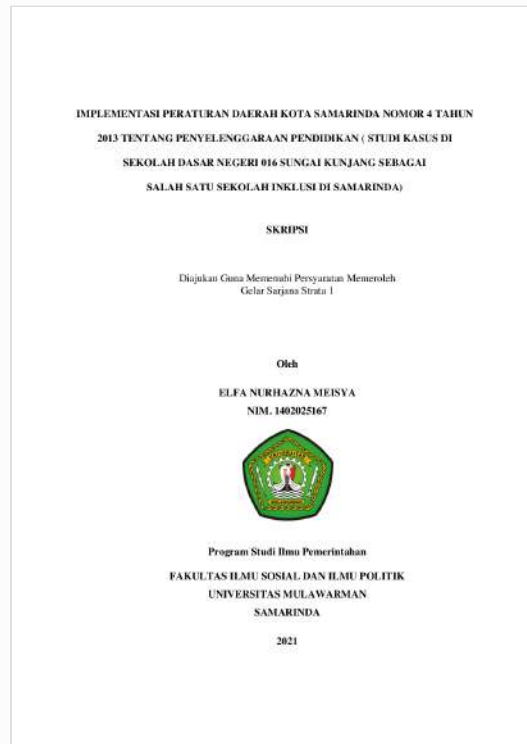 IMPLEMENTASI PERATURAN DAERAH KOTA SAMARINDA NOMOR 4 TAHUN
2013 TENTANG PENYELENGGARAAN PENDIDIKAN ( STUDI KASUS DI
SEKOLAH DASAR NEGERI 016 SUNGAI KUNJANG SEBAGAI
SALAH SATU SEKOLAH INKLUSI DI SAMARINDA)
SKRIPSI
Diajukan Guna Memenuhi Persyaratan Memeroleh
Gelar Sarjana Strata 1
Oleh
ELFA NURHAZNA MEISYA
NIM. 1402025167
Program Studi Ilmu Pemerintahan
FAKULTAS ILMU SOSIAL DAN ILMU POLITIK
UNIVERSITAS MULAWARMAN
SAMARINDA
2021